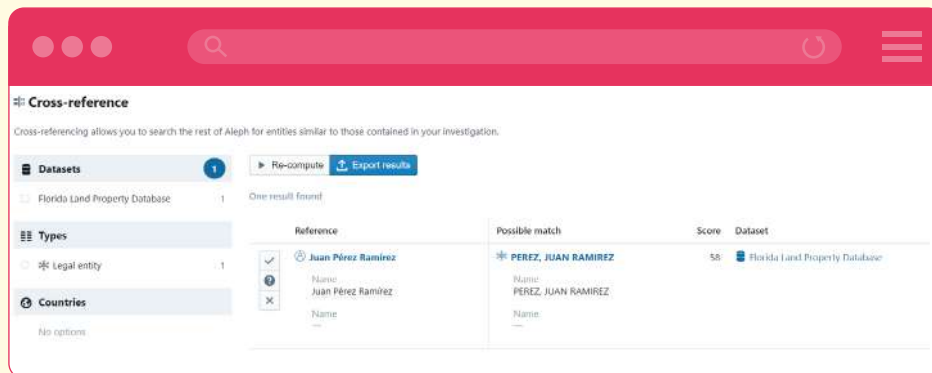 Cross-reference
Cross-referencing allows you to search the rest of Aleph for entities similar to those contained in your investigation.
Datasets 1
Florida Land Property Database 1
Types
Legal entity 1
Countries
No options
Re-compute Export results
One result found
Reference Possible match Score Dataset
Juan Pérez Ramírez PEREZ, JUAN RAMIREZ 58 Florida Land Property Database
Name Name
Juan Pérez Ramírez PEREZ, JUAN RAMIREZ
Name Name
— —